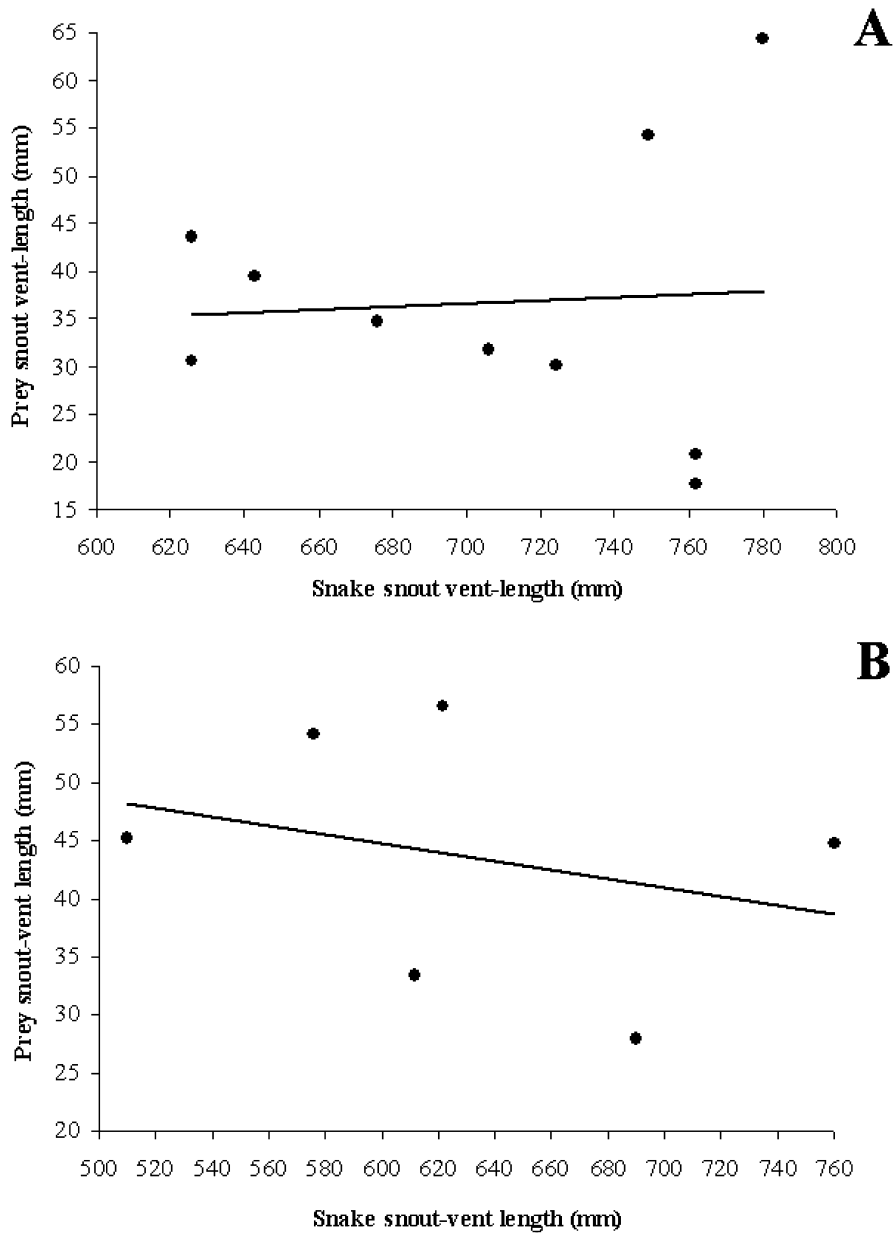 A
65
60
55
50
45
40
35
30
25
20
15
Prey snout vent-length (mm)
600 620 640 660 680 700 720 740 760 780 800
Snake snout vent-length (mm)
B
60
55
50
45
40
35
30
25
20
Prey snout-vent length (mm)
500 520 540 560 580 600 620 640 660 680 700 720 740 760
Snake snout-vent length (mm)